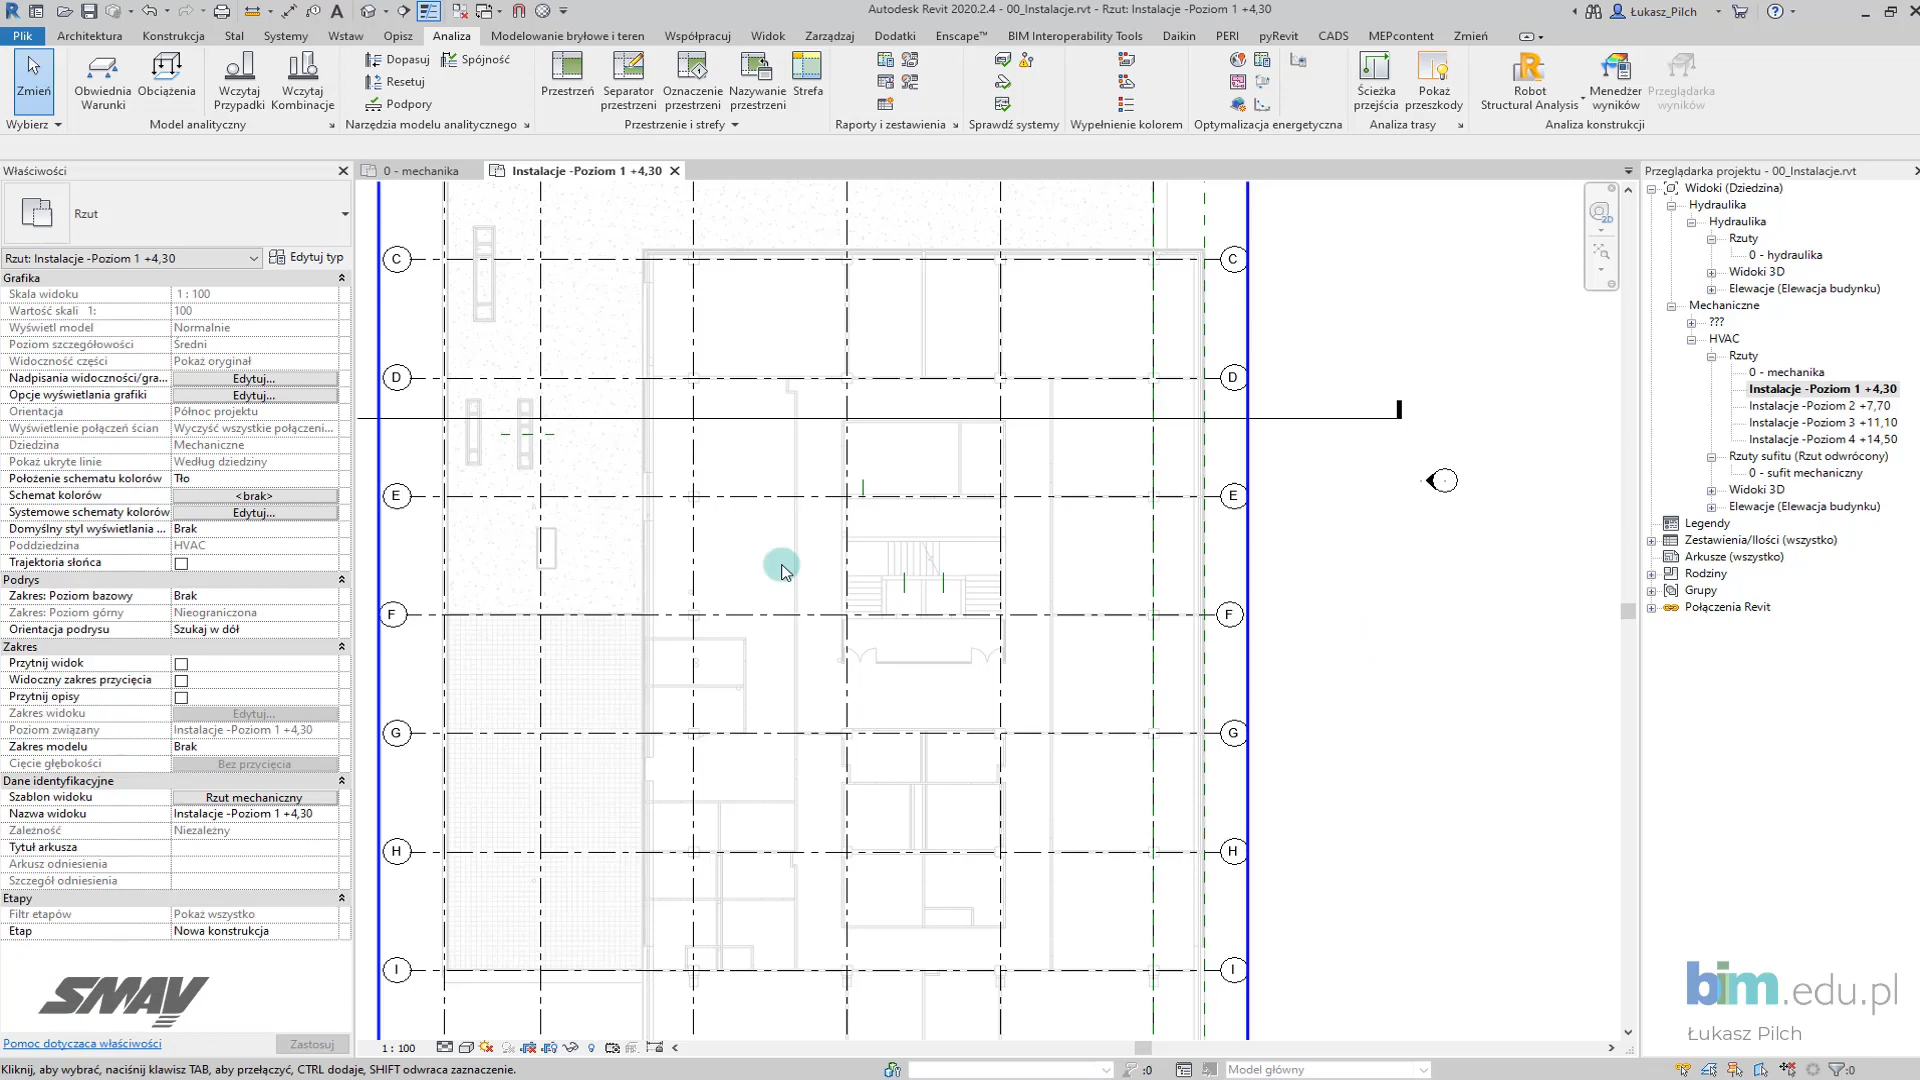 Autodesk Revit 2020.2.4 - 00_Instalacje.rvt - Rzut: Instalacje -Poziom 1 +4,30
Łukasz_Pilch
Plik Architektura Konstrukcja Stal Systemy Wstaw Opisz Analiza Modelowanie bryłowe i teren Współpracuj Widok Zarządzaj Dodatki Enscape™ BIM Interoperability Tools Daikin PERI pyRevit CADS MEPcontent Zmień
Zmień
Obwiednia Warunki
Obciążenia
Wczytaj Przypadki
Wczytaj Kombinacje
Dopasuj
Spójność
Resetuj
Podpory
Przestrzeń
Separator przestrzeni
Oznaczenie przestrzeni
Nazywanie przestrzeni
Strefa
Ścieżka przejścia
Pokaż przeszkody
Robot Structural Analysis
Menedżer wyników
Przeglądarka wyników
Wybierz
Model analityczny
Narzędzia modelu analitycznego
Przestrzenie i strefy
Raporty i zestawienia
Sprawdź systemy
Wypełnienie kolorem
Optymalizacja energetyczna
Analiza trasy
Analiza konstrukcji
Właściwości
Rzut
Rzut: Instalacje -Poziom 1 +4,30
Edytuj typ
Grafika
Skala widoku 1 : 100
Wartość skali 1: 100
Wyświetl model Normalnie
Poziom szczegółowości Średni
Widoczność części Pokaż oryginał
Nadpisania widoczności/gra... Edytuj...
Opcje wyświetlania grafiki Edytuj...
Orientacja Północ projektu
Wyświetlenie połączeń ścian Wyczyść wszystkie połączeni...
Dziedzina Mechaniczne
Pokaż ukryte linie Według dziedziny
Położenie schematu kolorów Tło
Schemat kolorów <brak>
Systemowe schematy kolorów Edytuj...
Domyślny styl wyświetlania ... Brak
Poddziedzina HVAC
Trajektoria słońca
Podrys
Zakres: Poziom bazowy Brak
Zakres: Poziom górny Nieograniczona
Orientacja podrysu Szukaj w dół
Zakres
Przytnij widok
Widoczny zakres przycięcia
Przytnij opisy
Zakres widoku Edytuj...
Poziom związany Instalacje -Poziom 1 +4,30
Zakres modelu Brak
Cięcie głębokości Bez przycięcia
Dane identyfikacyjne
Szablon widoku Rzut mechaniczny
Nazwa widoku Instalacje -Poziom 1 +4,30
Zależność Niezależny
Tytuł arkusza
Arkusz odniesienia
Szczegół odniesienia
Etapy
Filtr etapów Pokaż wszystko
Etap Nowa konstrukcja
SMAY
Pomoc dotycząca właściwości
Zastosuj
0 - mechanika
Instalacje -Poziom 1 +4,30
2D
C C
D D
E E
F F
G G
H H
I I
1 : 100
Przeglądarka projektu - 00_Instalacje.rvt
Widoki (Dziedzina)
Hydraulika
Hydraulika
Rzuty
0 - hydraulika
Widoki 3D
Elewacje (Elewacja budynku)
Mechaniczne
???
HVAC
Rzuty
0 - mechanika
Instalacje -Poziom 1 +4,30
Instalacje -Poziom 2 +7,70
Instalacje -Poziom 3 +11,10
Instalacje -Poziom 4 +14,50
Rzuty sufitu (Rzut odwrócony)
0 - sufit mechaniczny
Widoki 3D
Elewacje (Elewacja budynku)
Legendy
Zestawienia/Ilości (wszystko)
Arkusze (wszystko)
Rodziny
Grupy
Połączenia Revit
bim.edu.pl
Łukasz Pilch
Kliknij, aby wybrać, naciśnij klawisz TAB, aby przełączyć, CTRL dodaje, SHIFT odwraca zaznaczenie.
:0
Model główny
:0